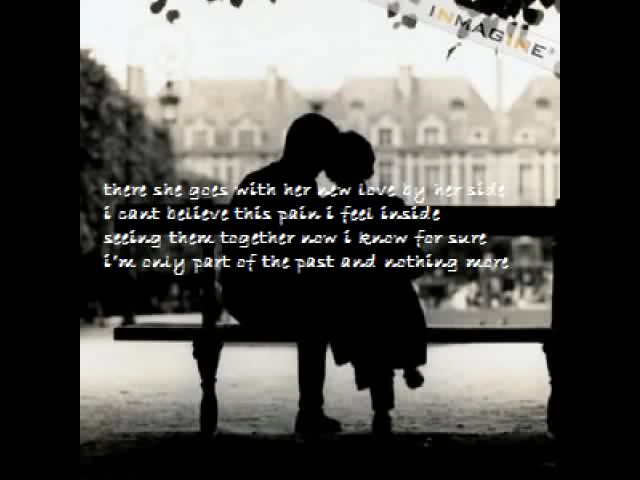 INMAGINE
there she goes with her new love by her side
i cant believe this pain i feel inside
seeing them together now i know for sure
i'm only part of the past and nothing more